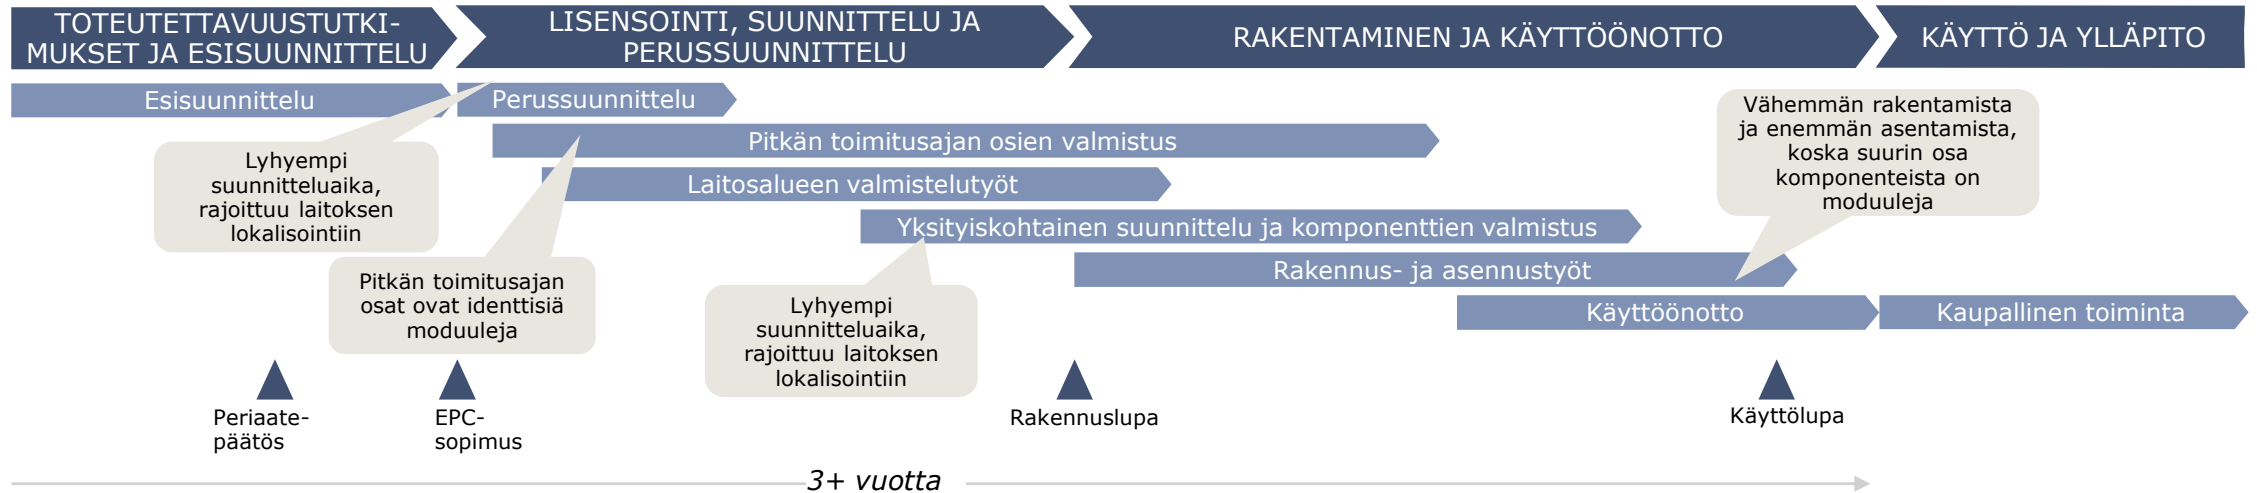 TOTEUTETTAVUUSTUTKI-
MUKSET JA ESISUUNNITTELU
LISENSOINTI, SUUNNITTELU JA
PERUSSUUNNITTELU
RAKENTAMINEN JA KÄYTTÖÖNOTTO
KÄYTTÖ JA YLLÄPITO
Esisuunnittelu
Perussuunnittelu
Pitkän toimitusajan osien valmistus
Laitosalueen valmistelutyöt
Yksityiskohtainen suunnittelu ja komponenttien valmistus
Rakennus- ja asennustyöt
Käyttöönotto
Kaupallinen toiminta
Lyhyempi
suunnitteluaika,
rajoittuu laitoksen
lokalisointiin
Pitkän toimitusajan
osat ovat identtisiä
moduuleja
Lyhyempi
suunnitteluaika,
rajoittuu laitoksen
lokalisointiin
Vähemmän rakentamista
ja enemmän asentamista,
koska suurin osa
komponenteista on
moduuleja
Periaate-
päätös
EPC-
sopimus
Rakennuslupa
Käyttölupa
3+ vuotta